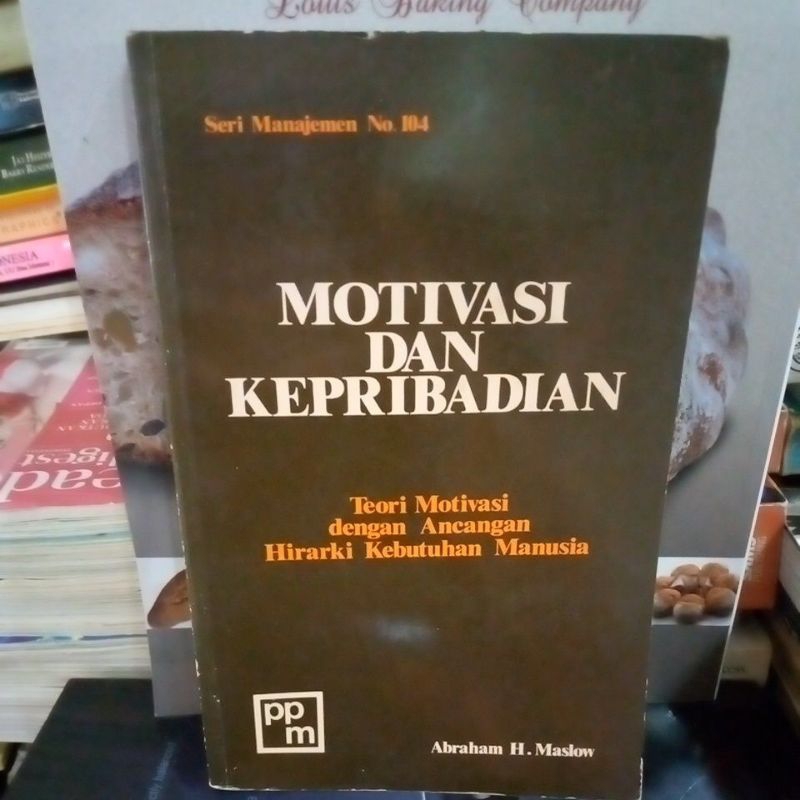 Louis Baking Company
Seri Manajemen No. 104
MOTIVASI
DAN
KEPRIBADIAN
Teori Motivasi
dengan Ancangan
Hirarki Kebutuhan Manusia
ppm
Abraham H. Maslow